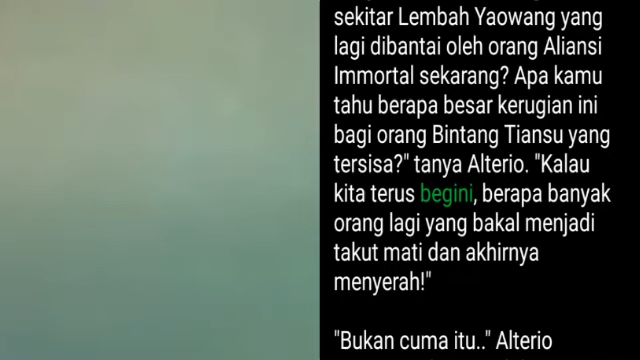 sekitar Lembah Yaowang yang
lagi dibantai oleh orang Aliansi
Immortal sekarang? Apa kamu
tahu berapa besar kerugian ini
bagi orang Bintang Tiansu yang
tersisa?" tanya Alterio. "Kalau
kita terus begini, berapa banyak
orang lagi yang bakal menjadi
takut mati dan akhirnya
menyerah!"
"Bukan cuma itu.." Alterio